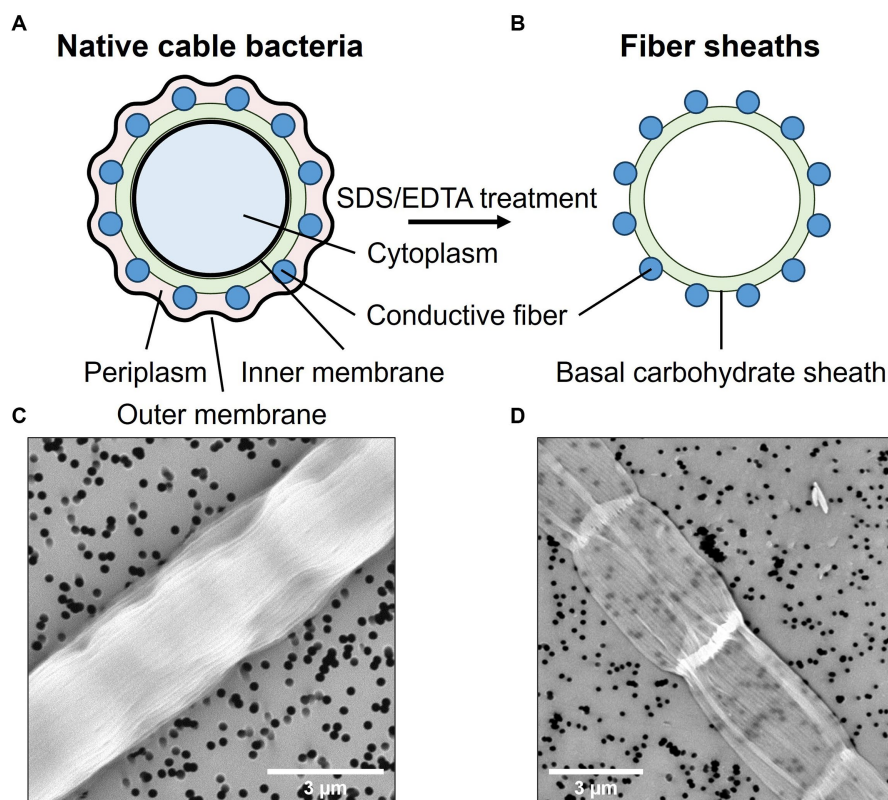 A
B
Native cable bacteria
Fiber sheaths
SDS/EDTA treatment
Cytoplasm
Conductive fiber
Periplasm
Inner membrane
Basal carbohydrate sheath
Outer membrane
C
D
3 μm
3 μm